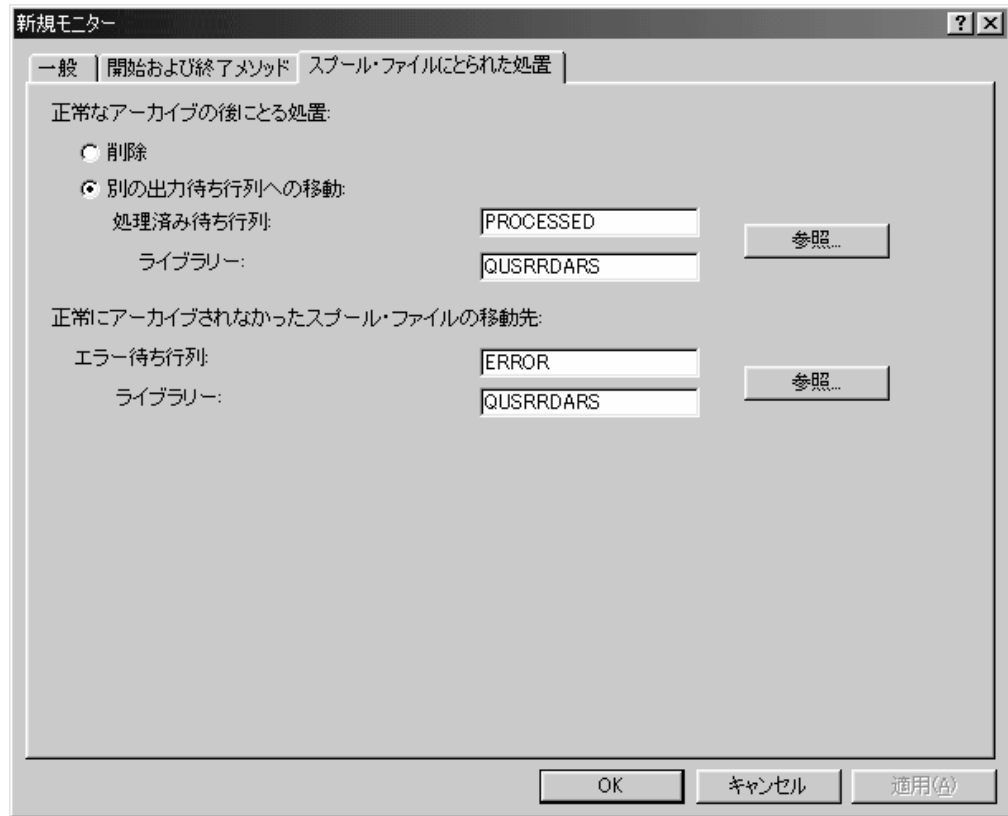 新規モニター
一般 開始および終了メソッド スプール・ファイルにとられた処置
正常なアーカイブの後にとる処置:
削除
別の出力待ち行列への移動:
処理済み待ち行列: PROCESSED
参照...
ライブラリー: QUSRRDARS
正常にアーカイブされなかったスプール・ファイルの移動先:
エラー待ち行列: ERROR
参照...
ライブラリー: QUSRRDARS
OK キャンセル 適用(A)